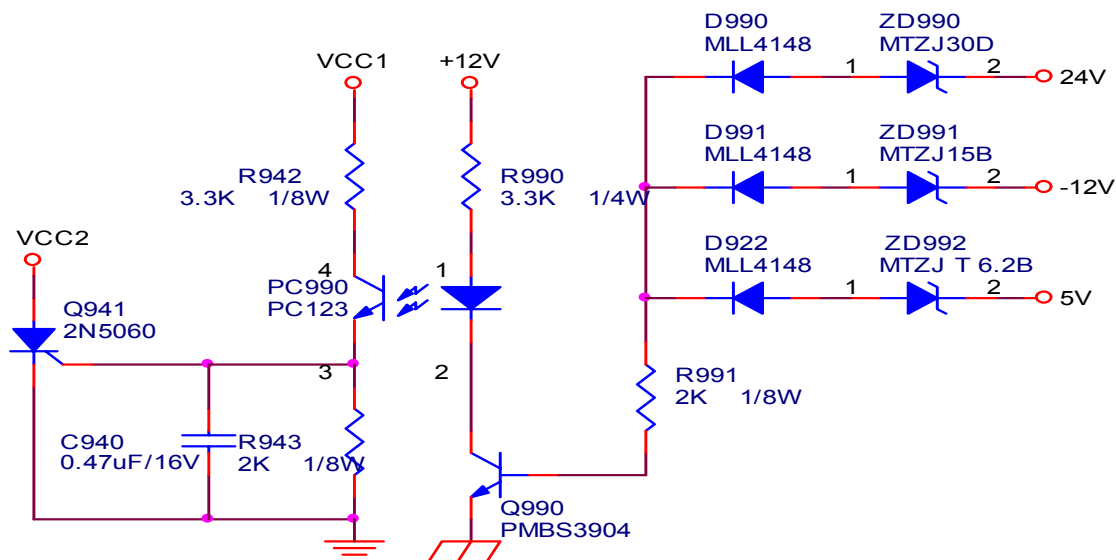 D990
MLL4148
ZD990
MTZJ30D
1
2
24V
VCC1
+12V
D991
MLL4148
ZD991
MTZJ15B
1
2
-12V
R942
3.3K 1/8W
R990
3.3K 1/4W
D922
MLL4148
ZD992
MTZJ T 6.2B
1
2
5V
VCC2
4
PC990
PC123
1
Q941
2N5060
3
2
R991
2K 1/8W
C940
0.47uF/16V
R943
2K 1/8W
Q990
PMBS3904